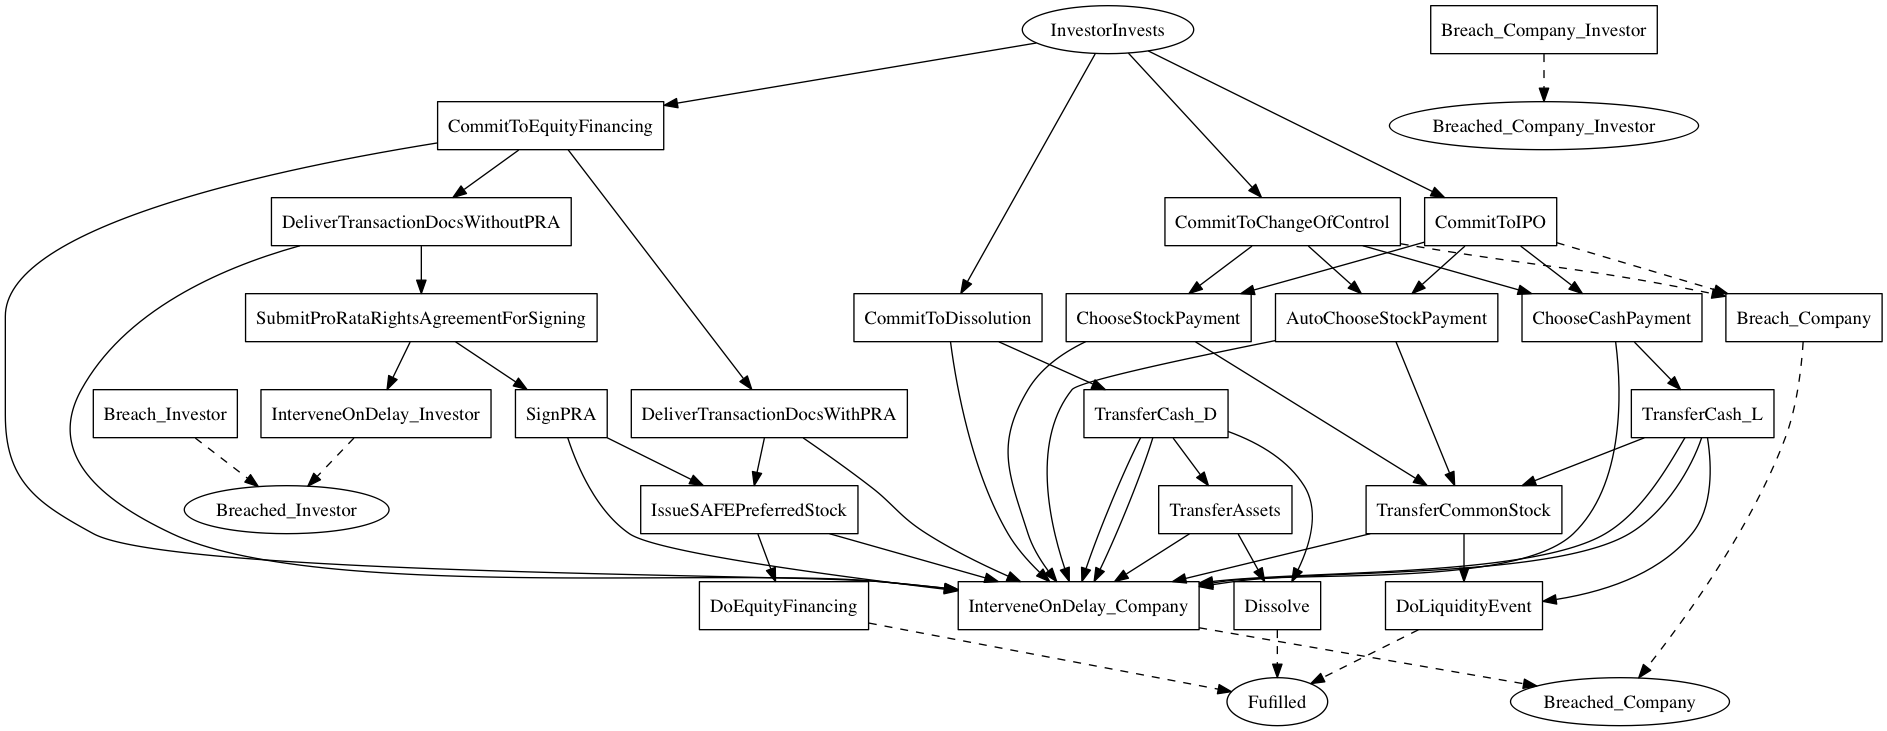 InvestorInvests
Breach_Company_Investor
CommitToEquityFinancing
Breached_Company_Investor
DeliverTransactionDocsWithoutPRA
CommitToChangeOfControl
CommitToIPO
SubmitProRataRightsAgreementForSigning
CommitToDissolution
ChooseStockPayment
AutoChooseStockPayment
ChooseCashPayment
Breach_Company
Breach_Investor
InterveneOnDelay_Investor
SignPRA
DeliverTransactionDocsWithPRA
TransferCash_D
TransferCash_L
Breached_Investor
IssueSAFEPreferredStock
TransferAssets
TransferCommonStock
DoEquityFinancing
InterveneOnDelay_Company
Dissolve
DoLiquidityEvent
Fufilled
Breached_Company